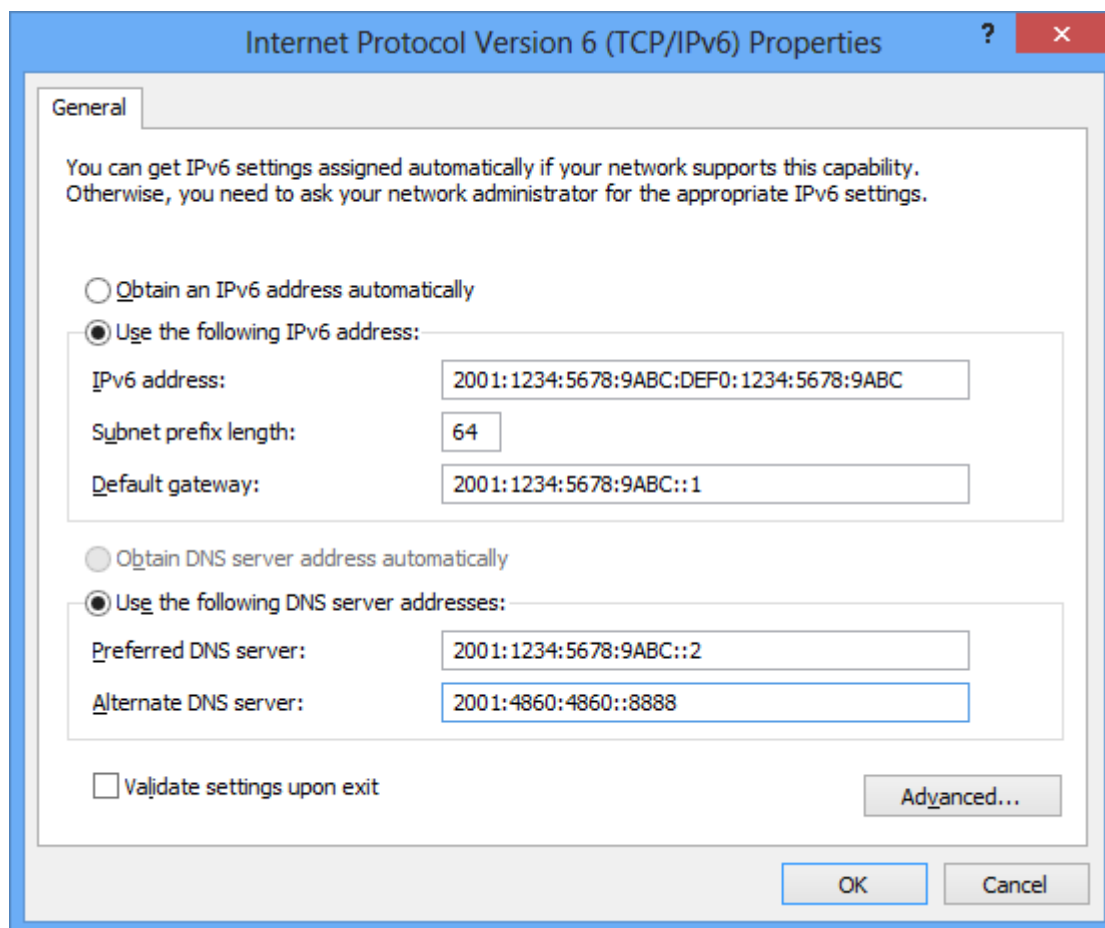 Internet Protocol Version 6 (TCP/IPv6) Properties
?
General
You can get IPv6 settings assigned automatically if your network supports this capability.
Otherwise, you need to ask your network administrator for the appropriate IPv6 settings.
Obtain an IPv6 address automatically
Use the following IPv6 address:
IPv6 address: 2001:1234:5678:9ABC:DEF0:1234:5678:9ABC
Subnet prefix length: 64
Default gateway: 2001:1234:5678:9ABC::1
Obtain DNS server address automatically
Use the following DNS server addresses:
Preferred DNS server: 2001:1234:5678:9ABC::2
Alternate DNS server: 2001:4860:4860::8888
Validate settings upon exit
Advanced...
OK Cancel